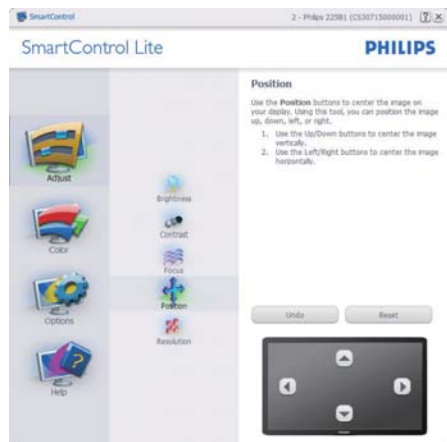 SmartControl
2 - Philips 225B1 (CS30715000001)
SmartControl Lite
PHILIPS
Adjust
Color
Options
Help
Brightness
Contrast
Focus
Position
Resolution
Position
Use the Position buttons to center the image on
your display. Using this tool, you can position the image
up, down, left, or right.
1. Use the Up/Down buttons to center the image
vertically.
2. Use the Left/Right buttons to center the image
horizontally.
Undo
Reset